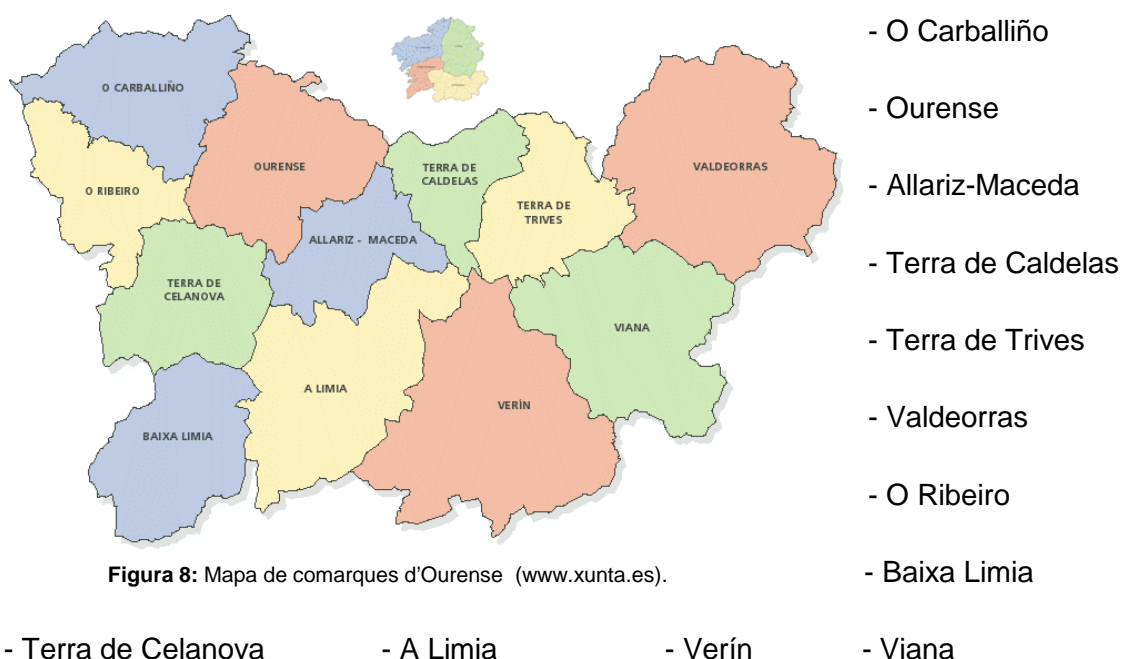 - O Carballiño
O CARBALLIÑO
- Ourense
OURENSE
TERRA DE
CALDELAS
VALDEORRAS
O RIBEIRO
- Allariz-Maceda
TERRA DE
TRIVES
ALLARIZ - MACEDA
- Terra de Caldelas
TERRA DE
CELANOVA
VIANA
- Terra de Trives
A LIMIA
VERÍN
- Valdeorras
BAIXA LIMIA
- O Ribeiro
Figura 8: Mapa de comarques d’Ourense (www.xunta.es).
- Baixa Limia
- Terra de Celanova - A Limia - Verín - Viana